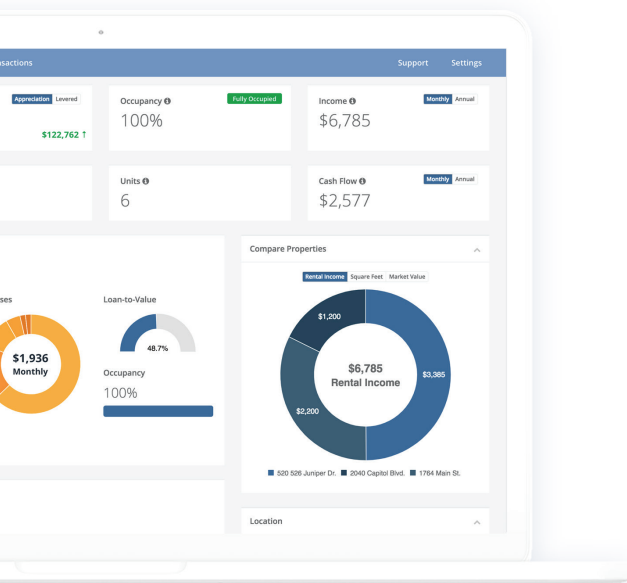 nsactions
Support Settings
Appreciation Levered
$122,762 ↑
Occupancy
Fully Occupied
100%
Income
Monthly Annual
$6,785
Units
6
Cash Flow
Monthly Annual
$2,577
Compare Properties
Rental Income Square Feet Market Value
$1,200
$3,385
$2,200
$6,785
Rental Income
520 526 Juniper Dr. 2040 Capitol Blvd. 1764 Main St.
ses
$1,936
Monthly
Loan-to-Value
48.7%
Occupancy
100%
Location